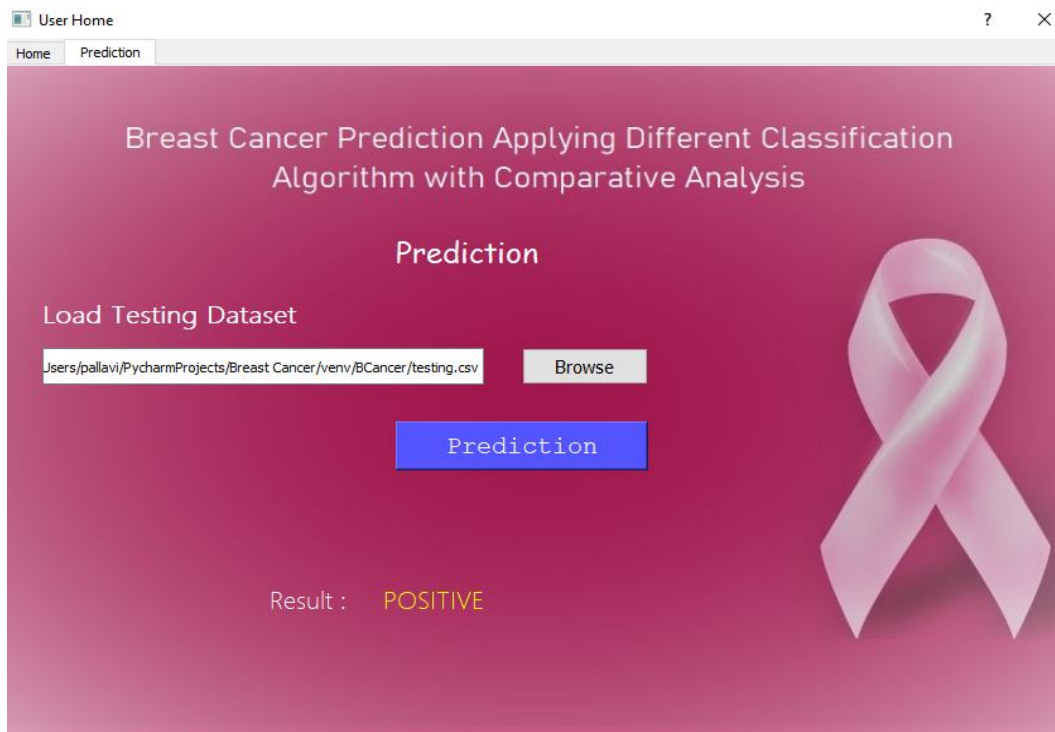 User Home
? ×
Home Prediction
Breast Cancer Prediction Applying Different Classification
Algorithm with Comparative Analysis
Prediction
Load Testing Dataset
Users/pallavi/PycharmProjects/Breast Cancer/venv/BCancer/testing.csv Browse
Prediction
Result : POSITIVE